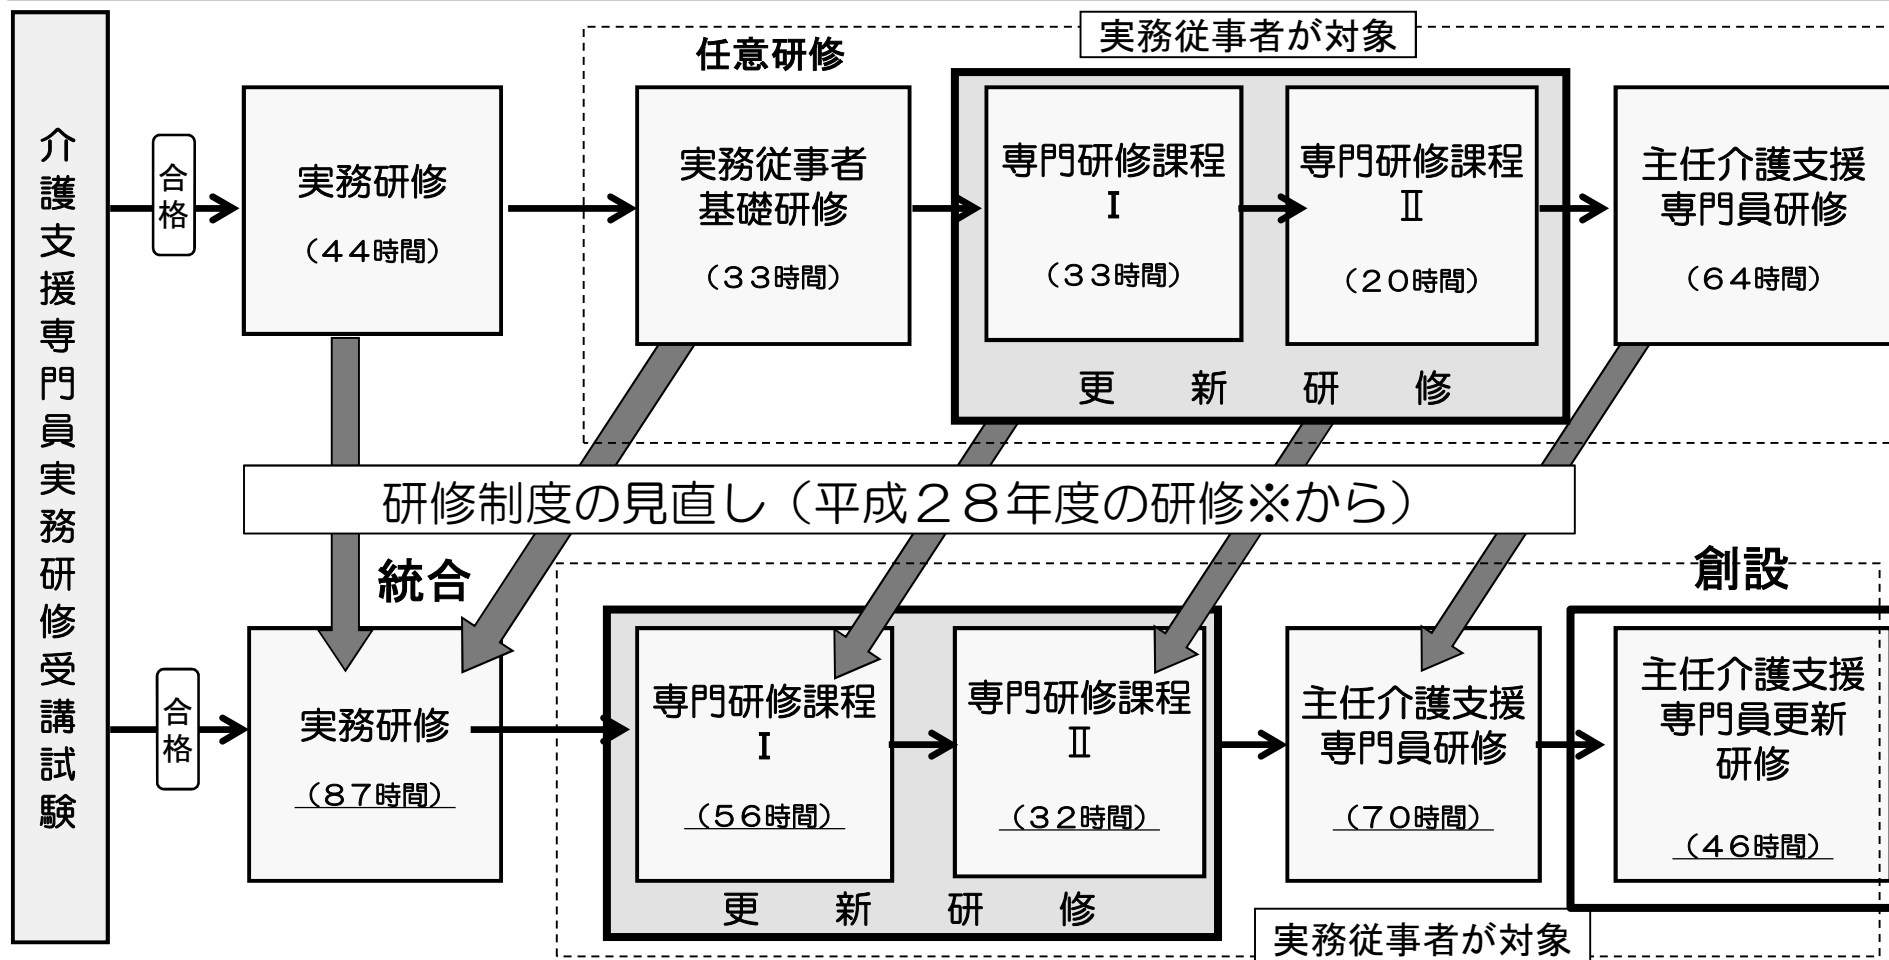 介護支援専門員実務研修受講試験
実務従事者が対象
任意研修
合格
実務研修
（４４時間）
実務従事者
基礎研修
（３３時間）
専門研修課程
Ⅰ
（３３時間）
専門研修課程
Ⅱ
（２０時間）
更新研修
主任介護支援
専門員研修
（６４時間）
研修制度の見直し（平成２８年度の研修※から）
統合
創設
合格
実務研修
（８７時間）
専門研修課程
Ⅰ
（５６時間）
専門研修課程
Ⅱ
（３２時間）
更新研修
主任介護支援
専門員研修
（７０時間）
主任介護支援
専門員更新
研修
（４６時間）
実務従事者が対象